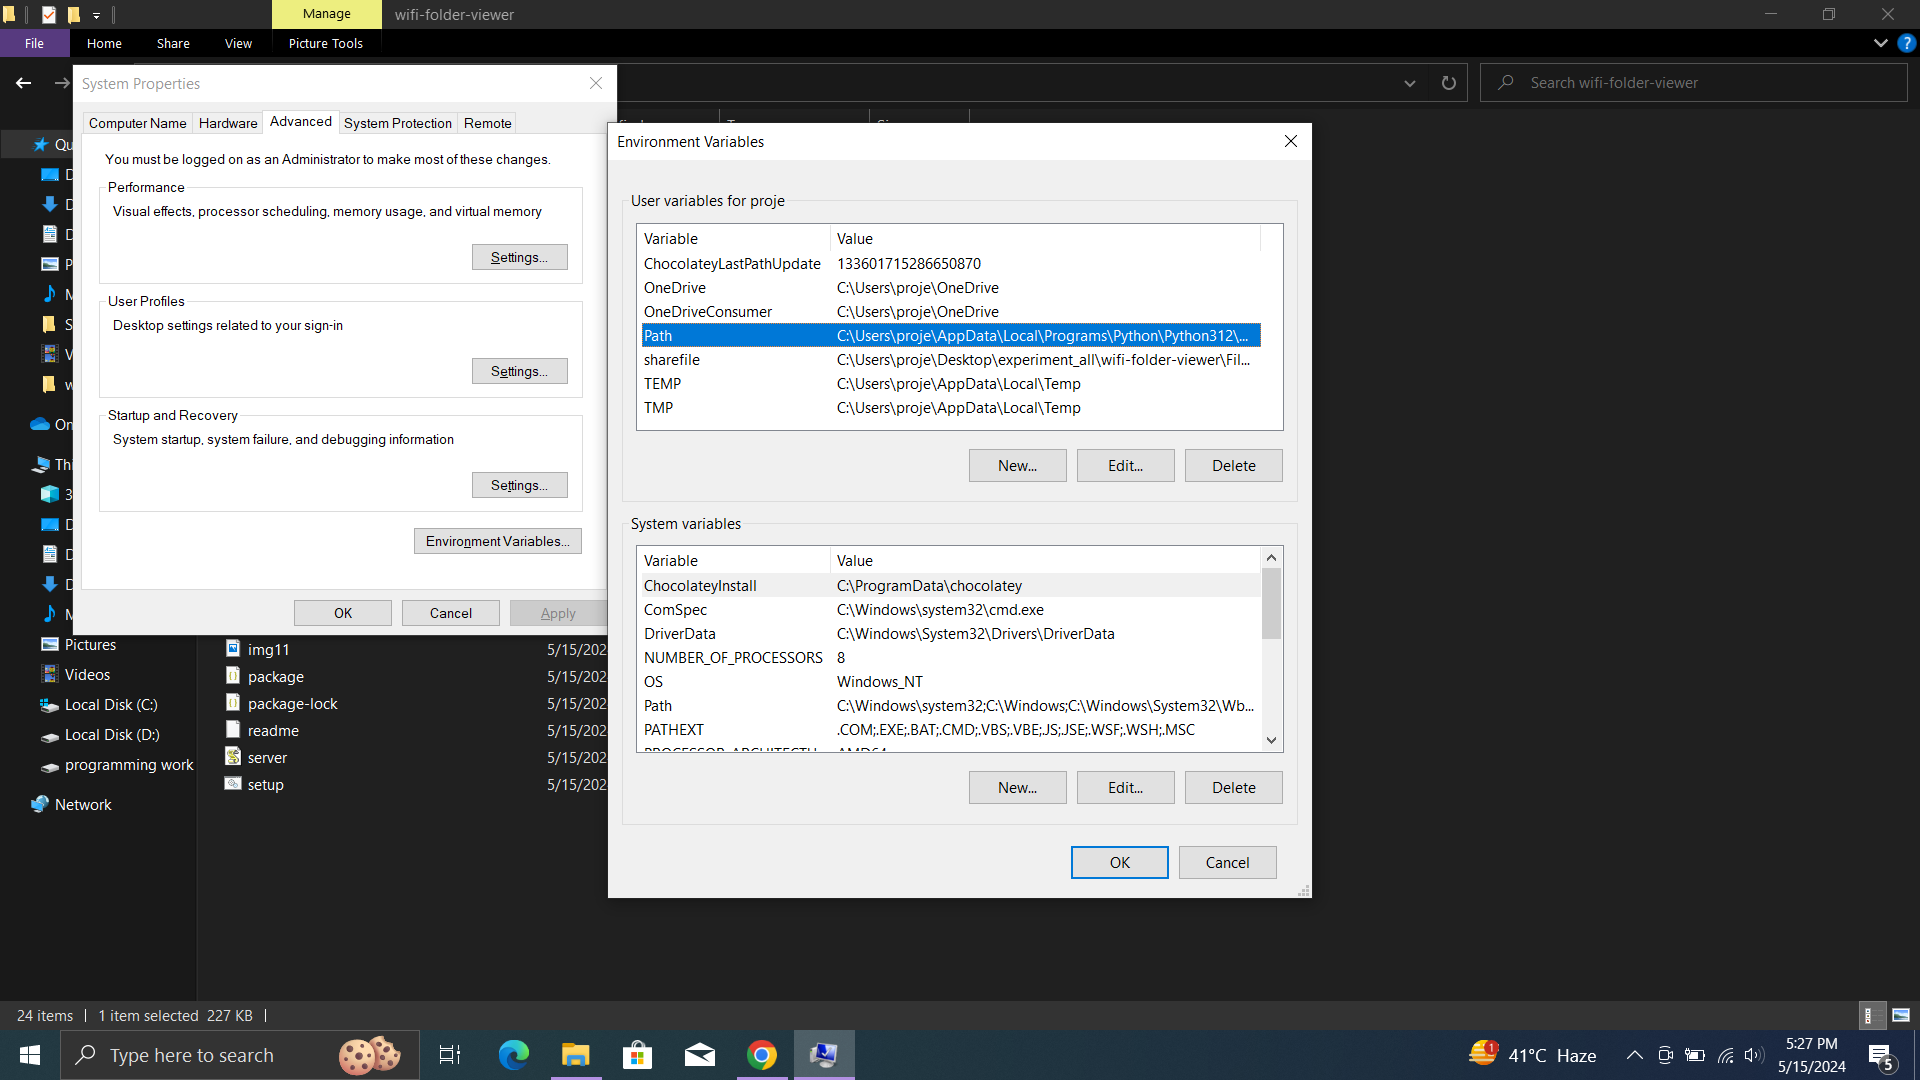 Manage
wifi-folder-viewer
File
Home
Share
View
Picture Tools
Search wifi-folder-viewer
System Properties
Computer Name
Hardware
Advanced
System Protection
Remote
You must be logged on as an Administrator to make most of these changes.
Performance
Visual effects, processor scheduling, memory usage, and virtual memory
Settings...
User Profiles
Desktop settings related to your sign-in
Settings...
Startup and Recovery
System startup, system failure, and debugging information
Settings...
Environment Variables...
OK
Cancel
Apply
Environment Variables
User variables for proje
Variable Value
ChocolateyLastPathUpdate 133601715286650870
OneDrive C:\Users\proje\OneDrive
OneDriveConsumer C:\Users\proje\OneDrive
Path C:\Users\proje\AppData\Local\Programs\Python\Python312\...
sharefile C:\Users\proje\Desktop\experiment_all\wifi-folder-viewer\Fil...
TEMP C:\Users\proje\AppData\Local\Temp
TMP C:\Users\proje\AppData\Local\Temp
New...
Edit...
Delete
System variables
Variable Value
ChocolateyInstall C:\ProgramData\chocolatey
ComSpec C:\Windows\system32\cmd.exe
DriverData C:\Windows\System32\Drivers\DriverData
NUMBER_OF_PROCESSORS 8
OS Windows_NT
Path C:\Windows\system32;C:\Windows;C:\Windows\System32\Wb...
PATHEXT .COM;.EXE;.BAT;.CMD;.VBS;.VBE;.JS;.JSE;.WSF;.WSH;.MSC
New...
Edit...
Delete
OK
Cancel
Qu
D
D
D
P
M
S
V
w
On
Thi
3
D
D
D
M
Pictures
Videos
Local Disk (C:)
Local Disk (D:)
programming work
Network
img11 5/15/202
package 5/15/202
package-lock 5/15/202
readme 5/15/202
server 5/15/202
setup 5/15/202
24 items
1 item selected 227 KB
Type here to search
1
41°C Haze
5:27 PM
5/15/2024
5